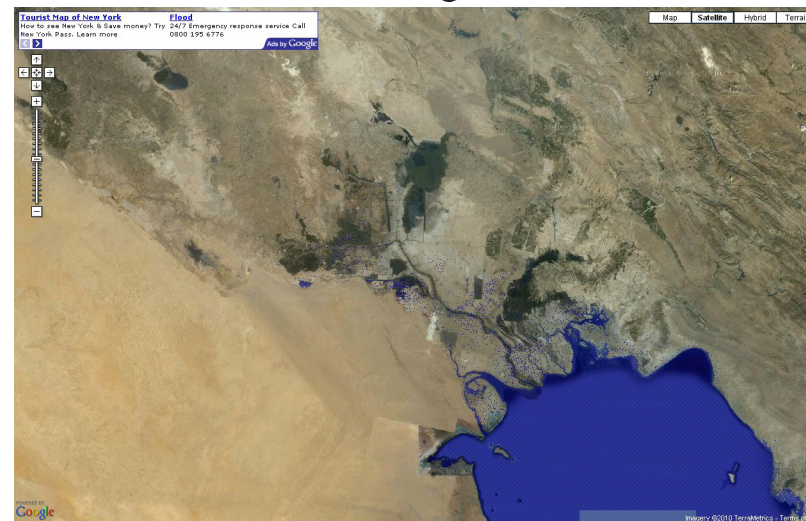 Tourist Map of New York
How to see New York & Save money? Try
New York Pass. Learn more
Flood
24/7 Emergency response service Call
0800 195 6776
Ads by Google
Map
Satellite
Hybrid
Terrai
POWERED BY
Google
Imagery ©2010 TerraMetrics - Terms o